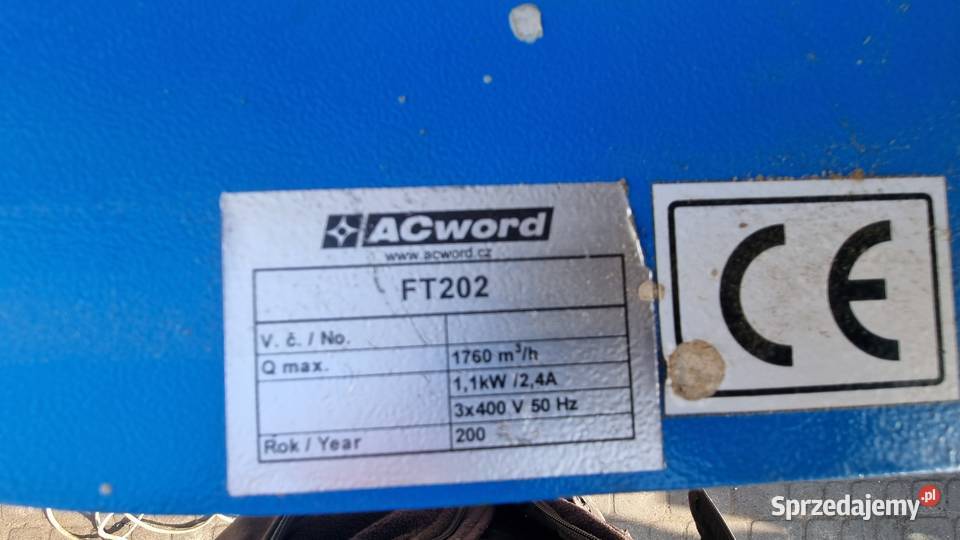 ACword
www.acword.cz
FT202
V. č. / No.
Q max. 1760 m³/h
1,1kW /2,4A
3x400 V 50 Hz
Rok / Year 200
CE
Sprzedajemy.pl